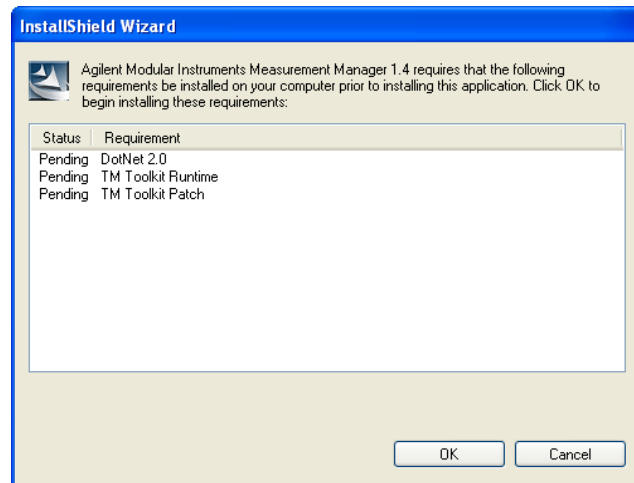 InstallShield Wizard
Agilent Modular Instruments Measurement Manager 1.4 requires that the following
requirements be installed on your computer prior to installing this application. Click OK to
begin installing these requirements:
Status Requirement
Pending DotNet 2.0
Pending TM Toolkit Runtime
Pending TM Toolkit Patch
OK Cancel